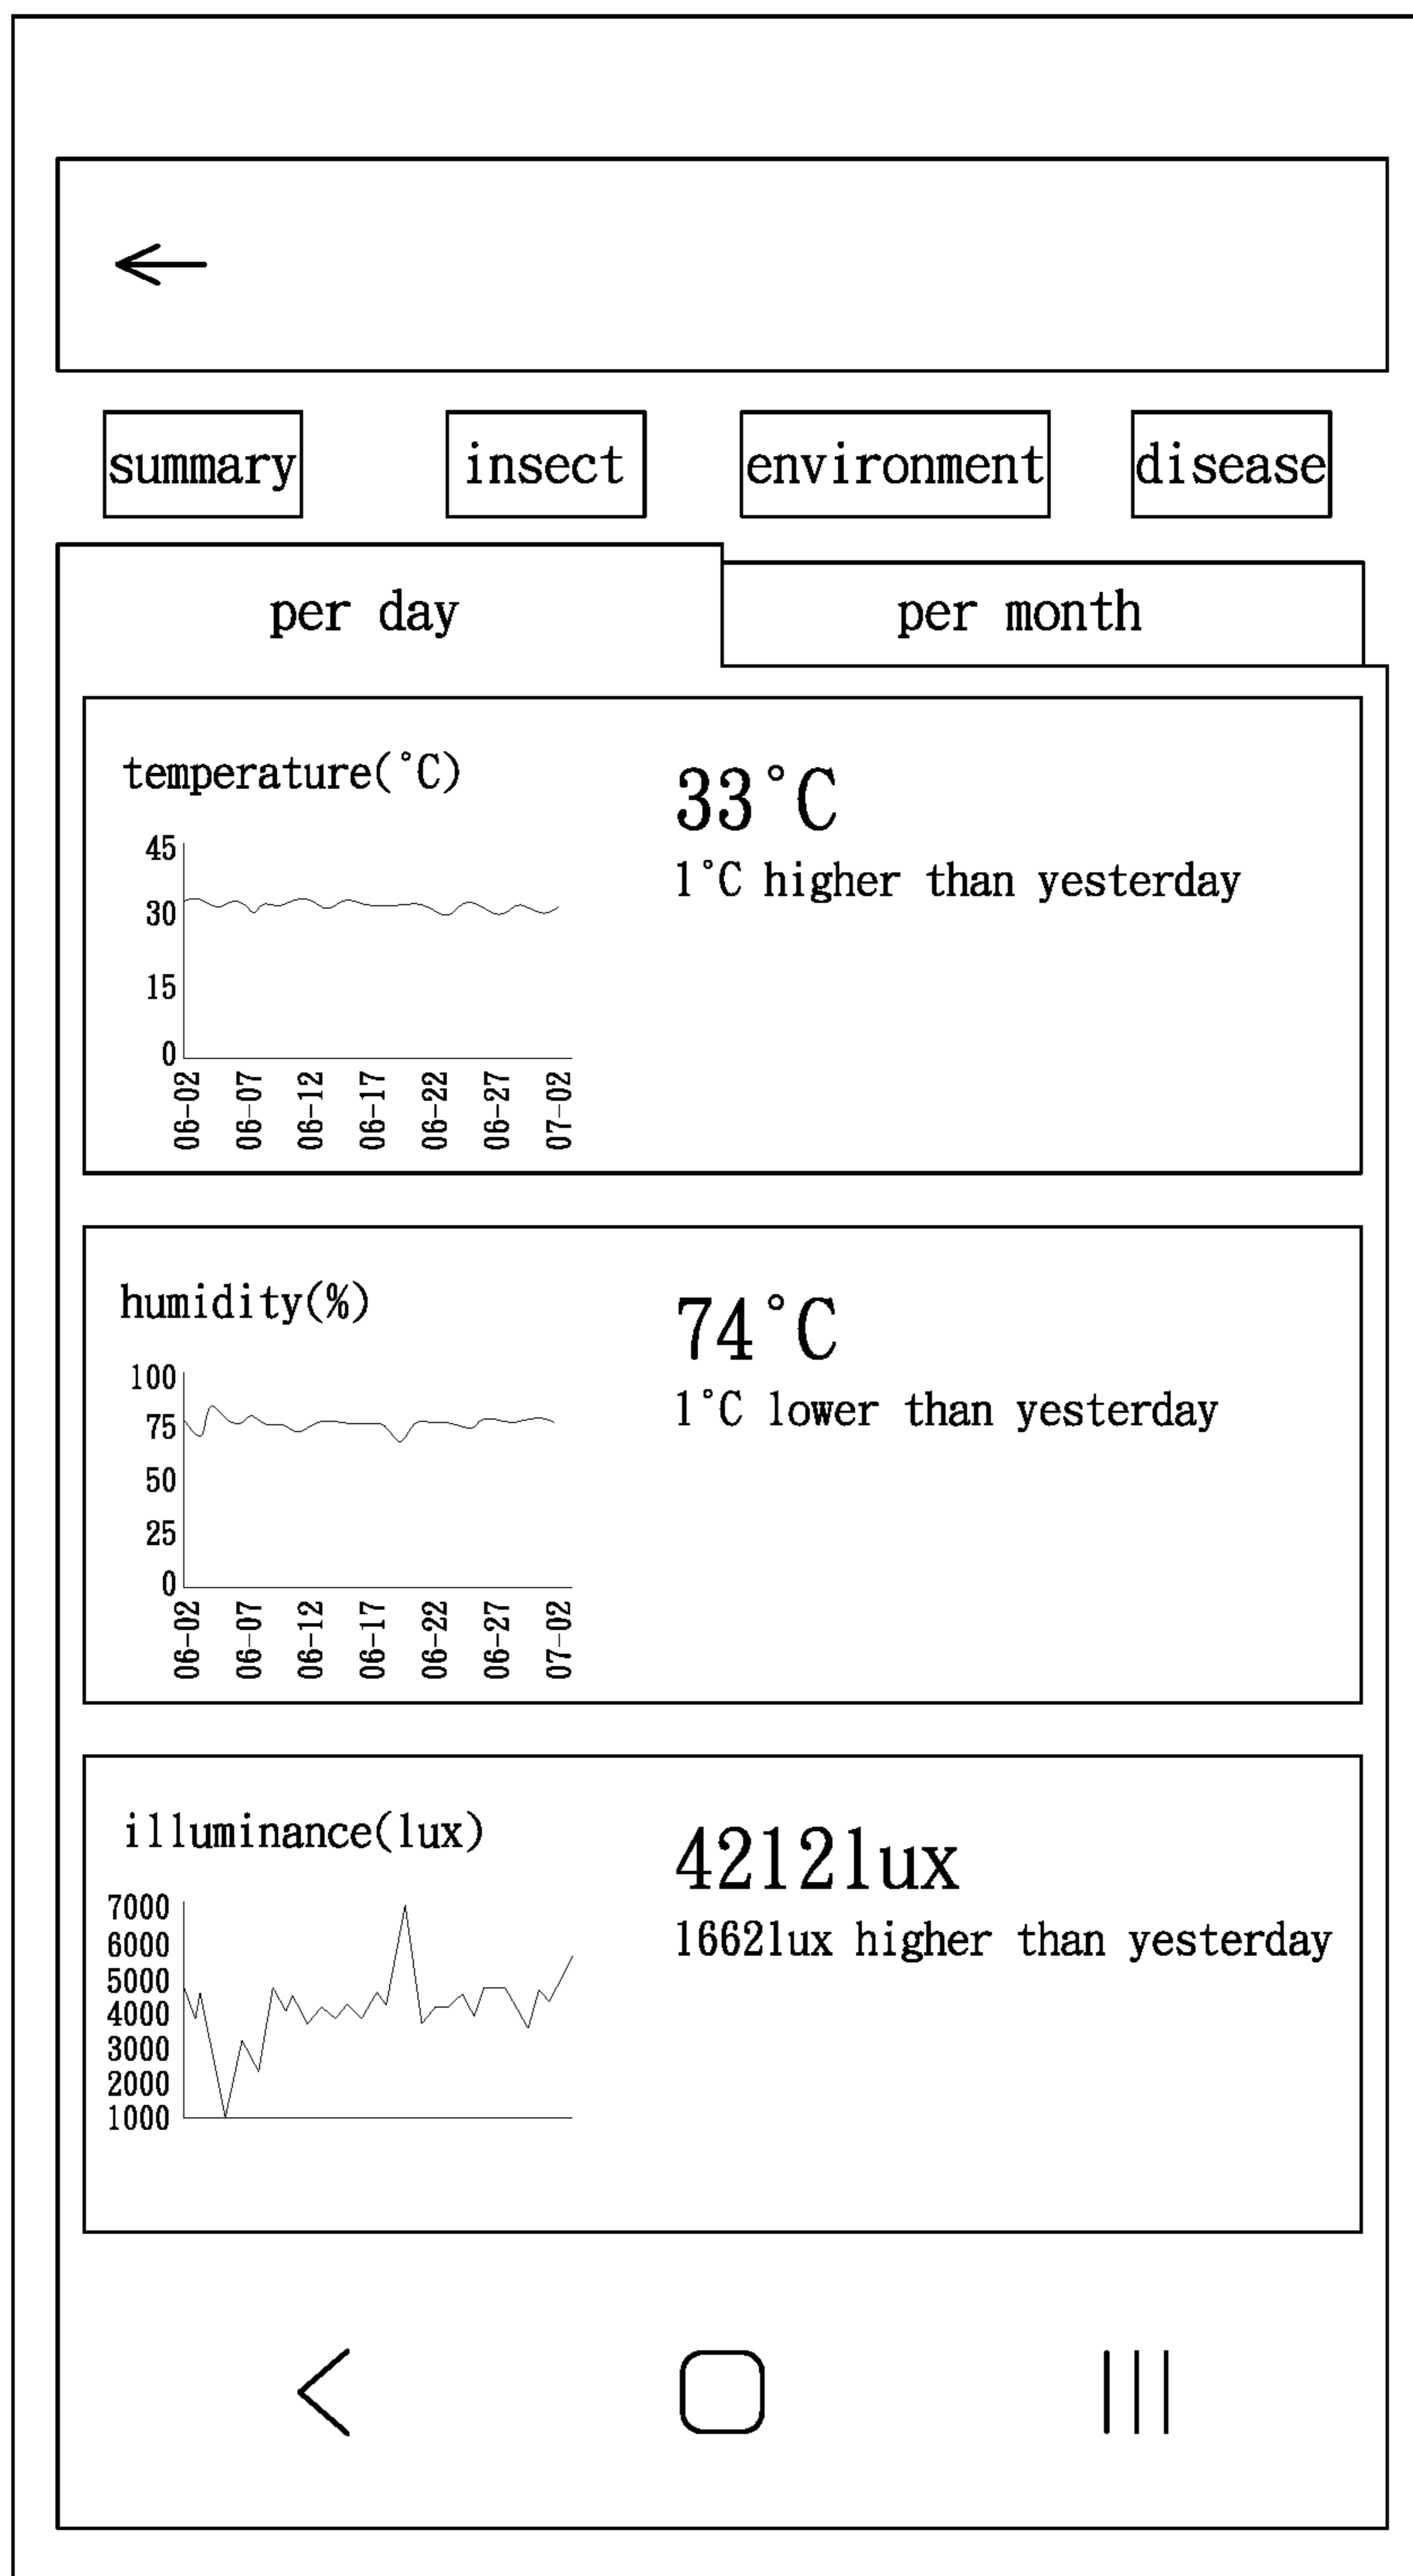 summary insect environment disease
per day per month
temperature(°C)
33°C
1°C higher than yesterday
45
30
15
0
06-02 06-07 06-12 06-17 06-22 06-27 07-02
humidity(%)
74°C
1°C lower than yesterday
100
75
50
25
0
06-02 06-07 06-12 06-17 06-22 06-27 07-02
illuminance(lux)
4212lux
1662lux higher than yesterday
7000
6000
5000
4000
3000
2000
1000